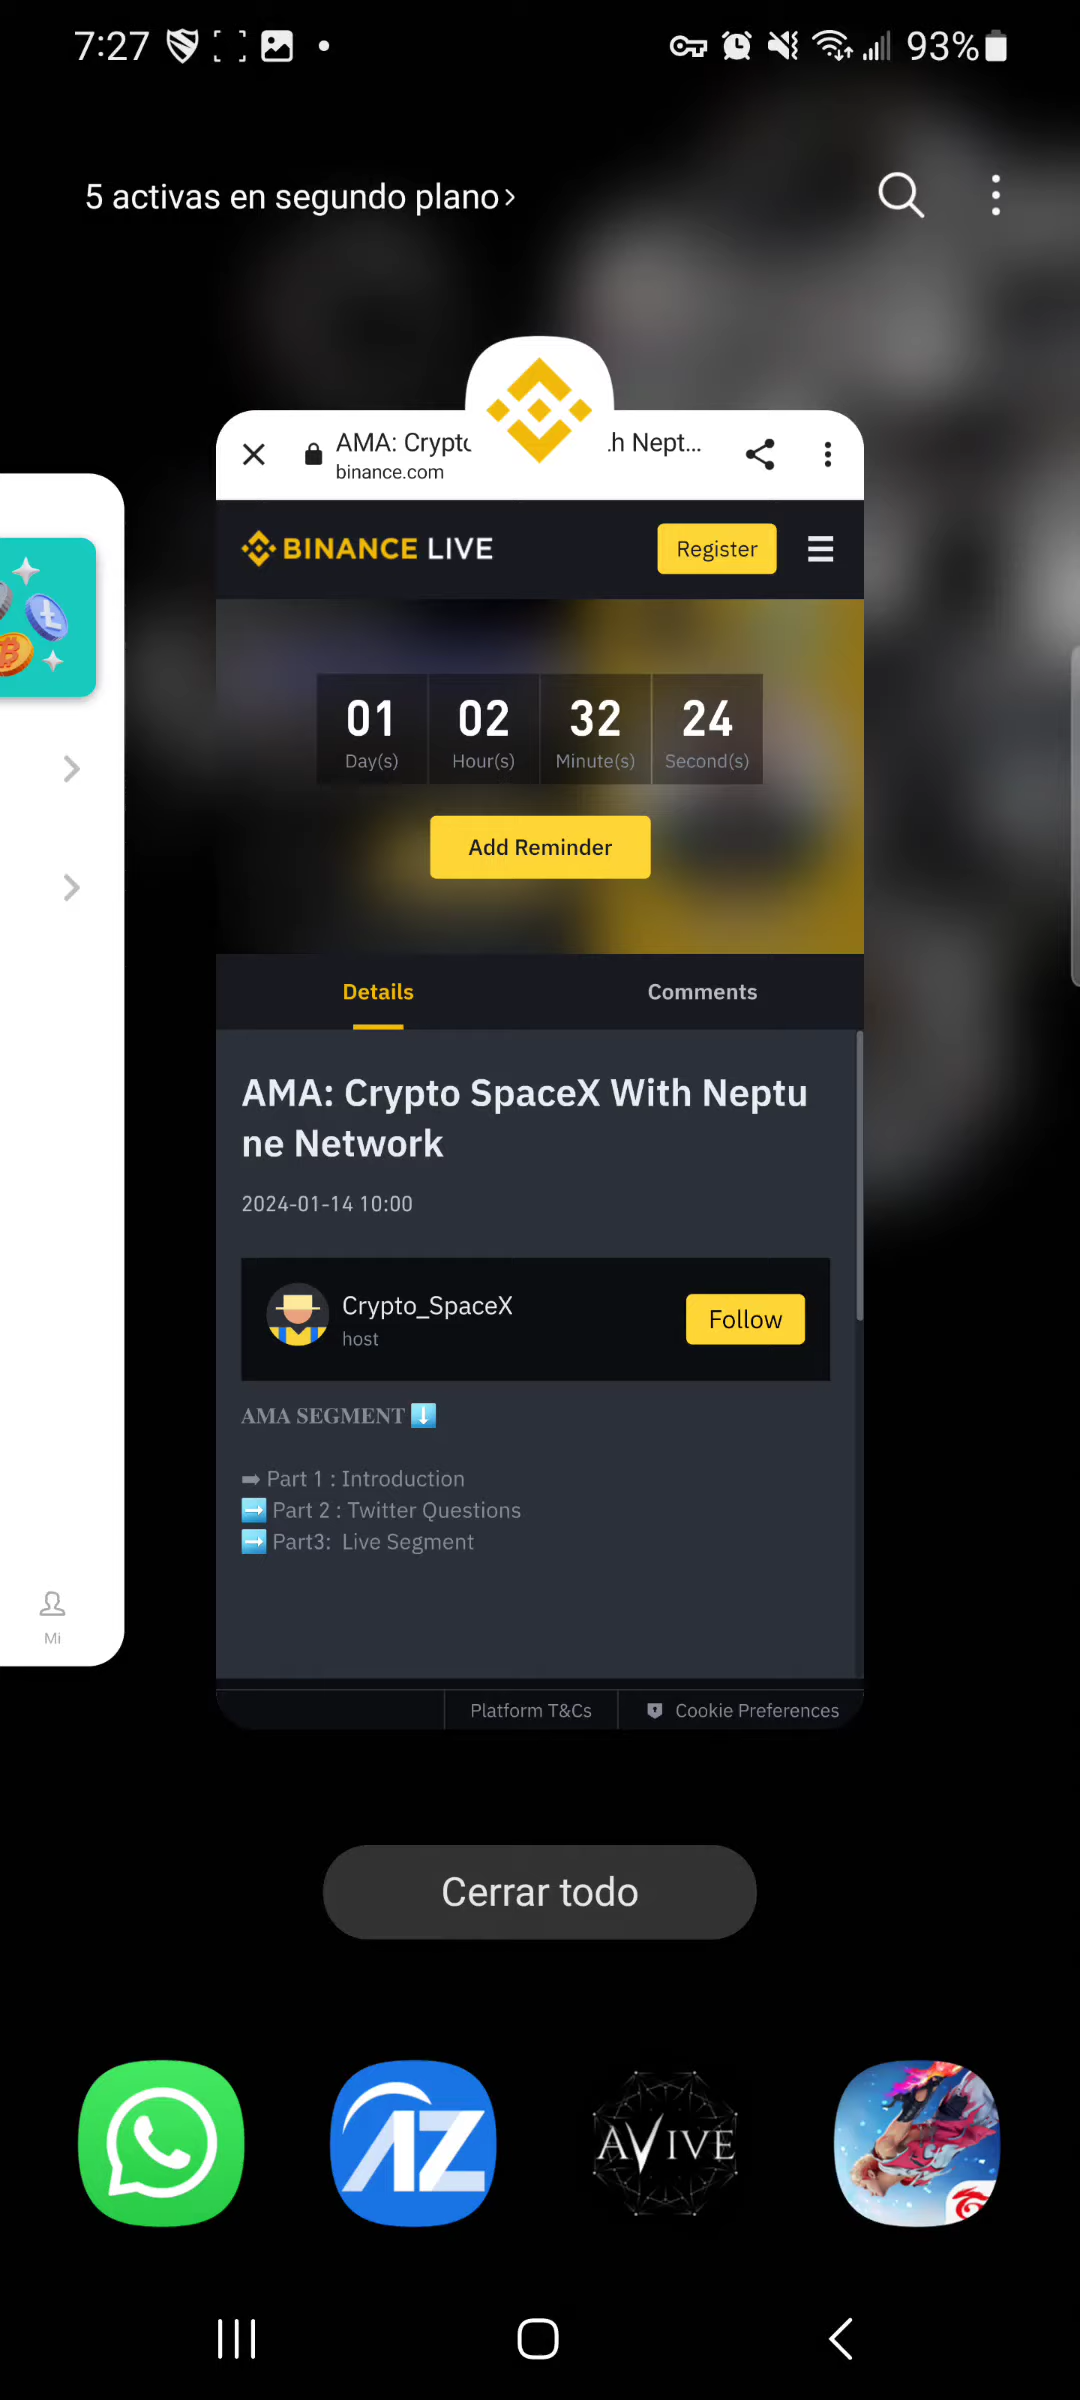 7:27
93%
5 activas en segundo plano
AMA: Crypto
h Nept...
binance.com
BINANCE LIVE
Register
01 02 32 24
Day(s) Hour(s) Minute(s) Second(s)
Add Reminder
Details Comments
AMA: Crypto SpaceX With Neptu
ne Network
2024-01-14 10:00
Crypto_SpaceX
host
Follow
AMA SEGMENT ⬇️
➡ Part 1 : Introduction
➡️ Part 2 : Twitter Questions
➡️ Part3: Live Segment
Mi
Platform T&Cs
Cookie Preferences
Cerrar todo
AZ
AVIVE